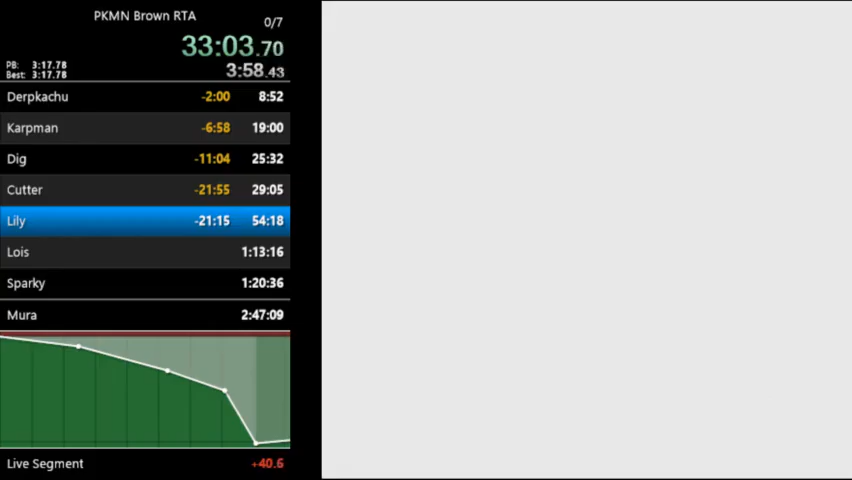 PKMN Brown RTA
0/7
33:03.70
PB: 3:17.78
Best: 3:17.78
3:58.43
Derpkachu -2:00 8:52
Karpman -6:58 19:00
Dig -11:04 25:32
Cutter -21:55 29:05
Lily -21:15 54:18
Lois 1:13:16
Sparky 1:20:36
Mura 2:47:09
Live Segment +40.6